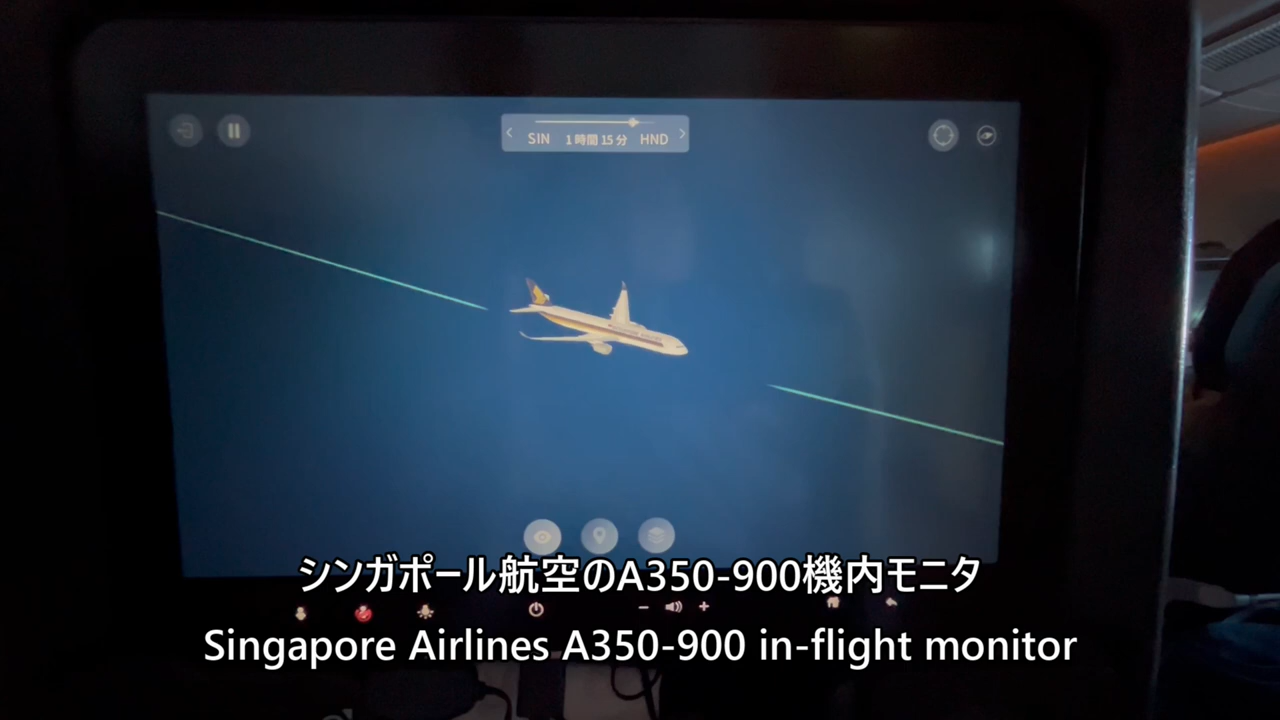 SIN 1時間15分 HND
シンガポール航空のA350-900機内モニタ
Singapore Airlines A350-900 in-flight monitor